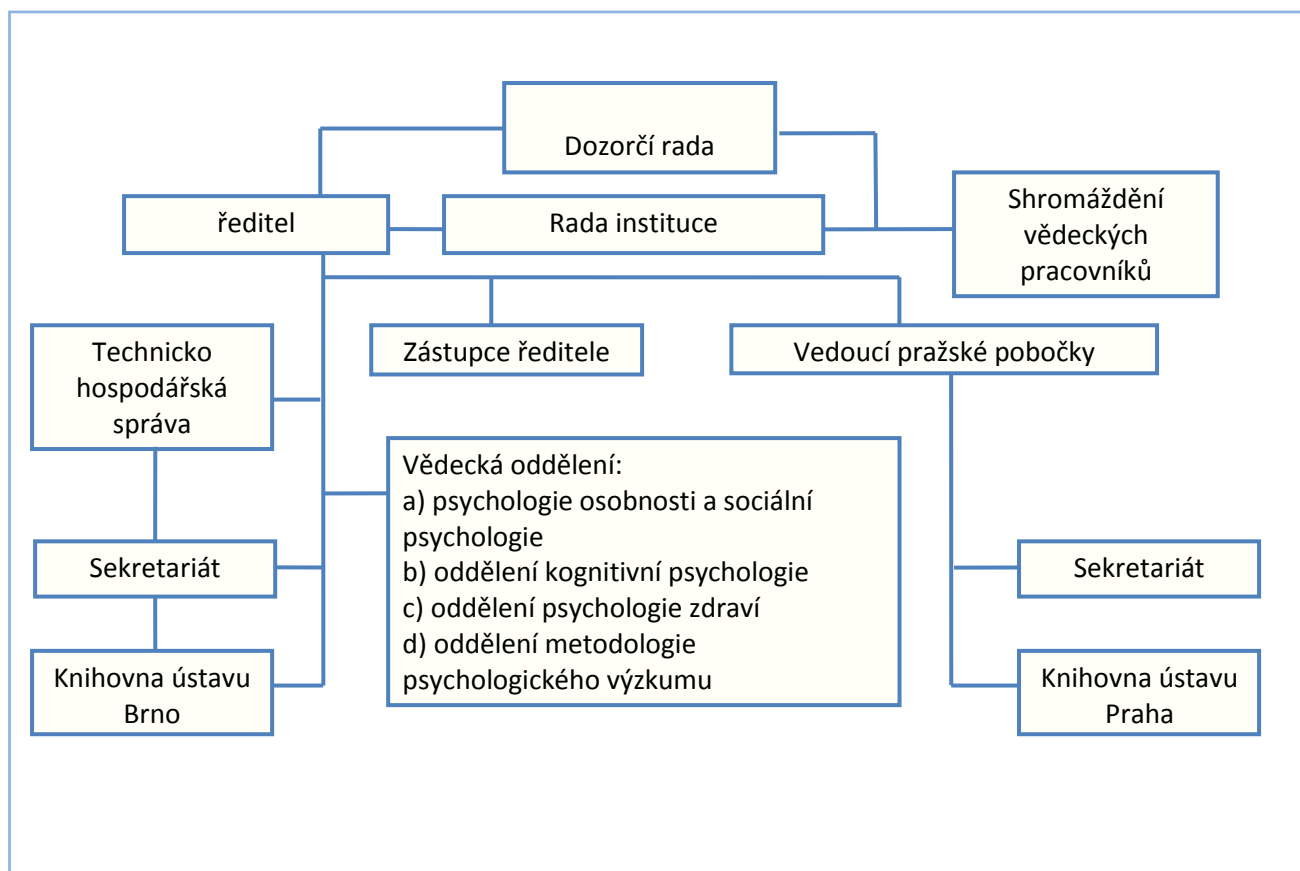 Dozorčí rada
ředitel
Rada instituce
Shromáždění
vědeckých
pracovníků
Technicko
hospodářská
správa
Zástupce ředitele
Vedoucí pražské pobočky
Vědecká oddělení:
a) psychologie osobnosti a sociální
psychologie
b) oddělení kognitivní psychologie
c) oddělení psychologie zdraví
d) oddělení metodologie
psychologického výzkumu
Sekretariát
Sekretariát
Knihovna ústavu
Brno
Knihovna ústavu
Praha